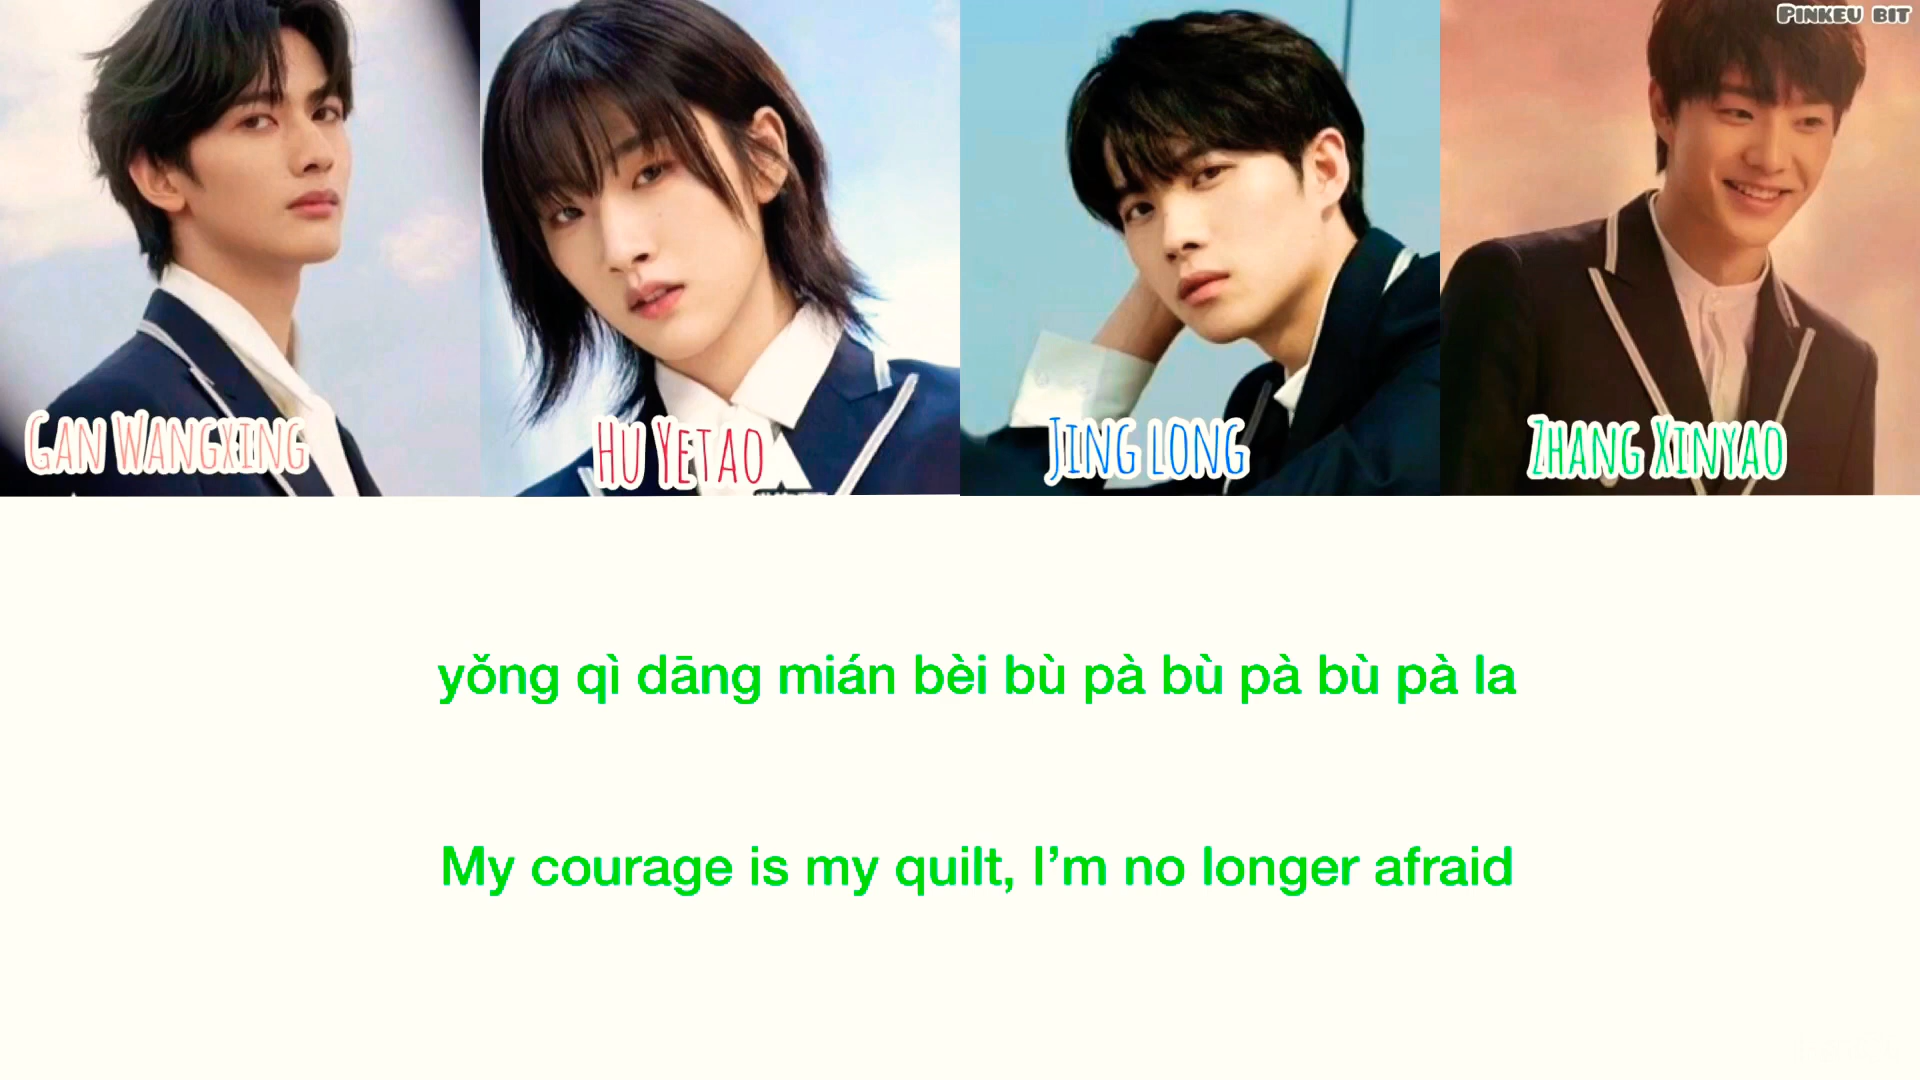 Pinkeu bit
Gan Wangxing
Hu Yetao
Jing long
Zhang Xinyao
yǒng qì dāng mián bèi bù pà bù pà bù pà la
My courage is my quilt, I’m no longer afraid